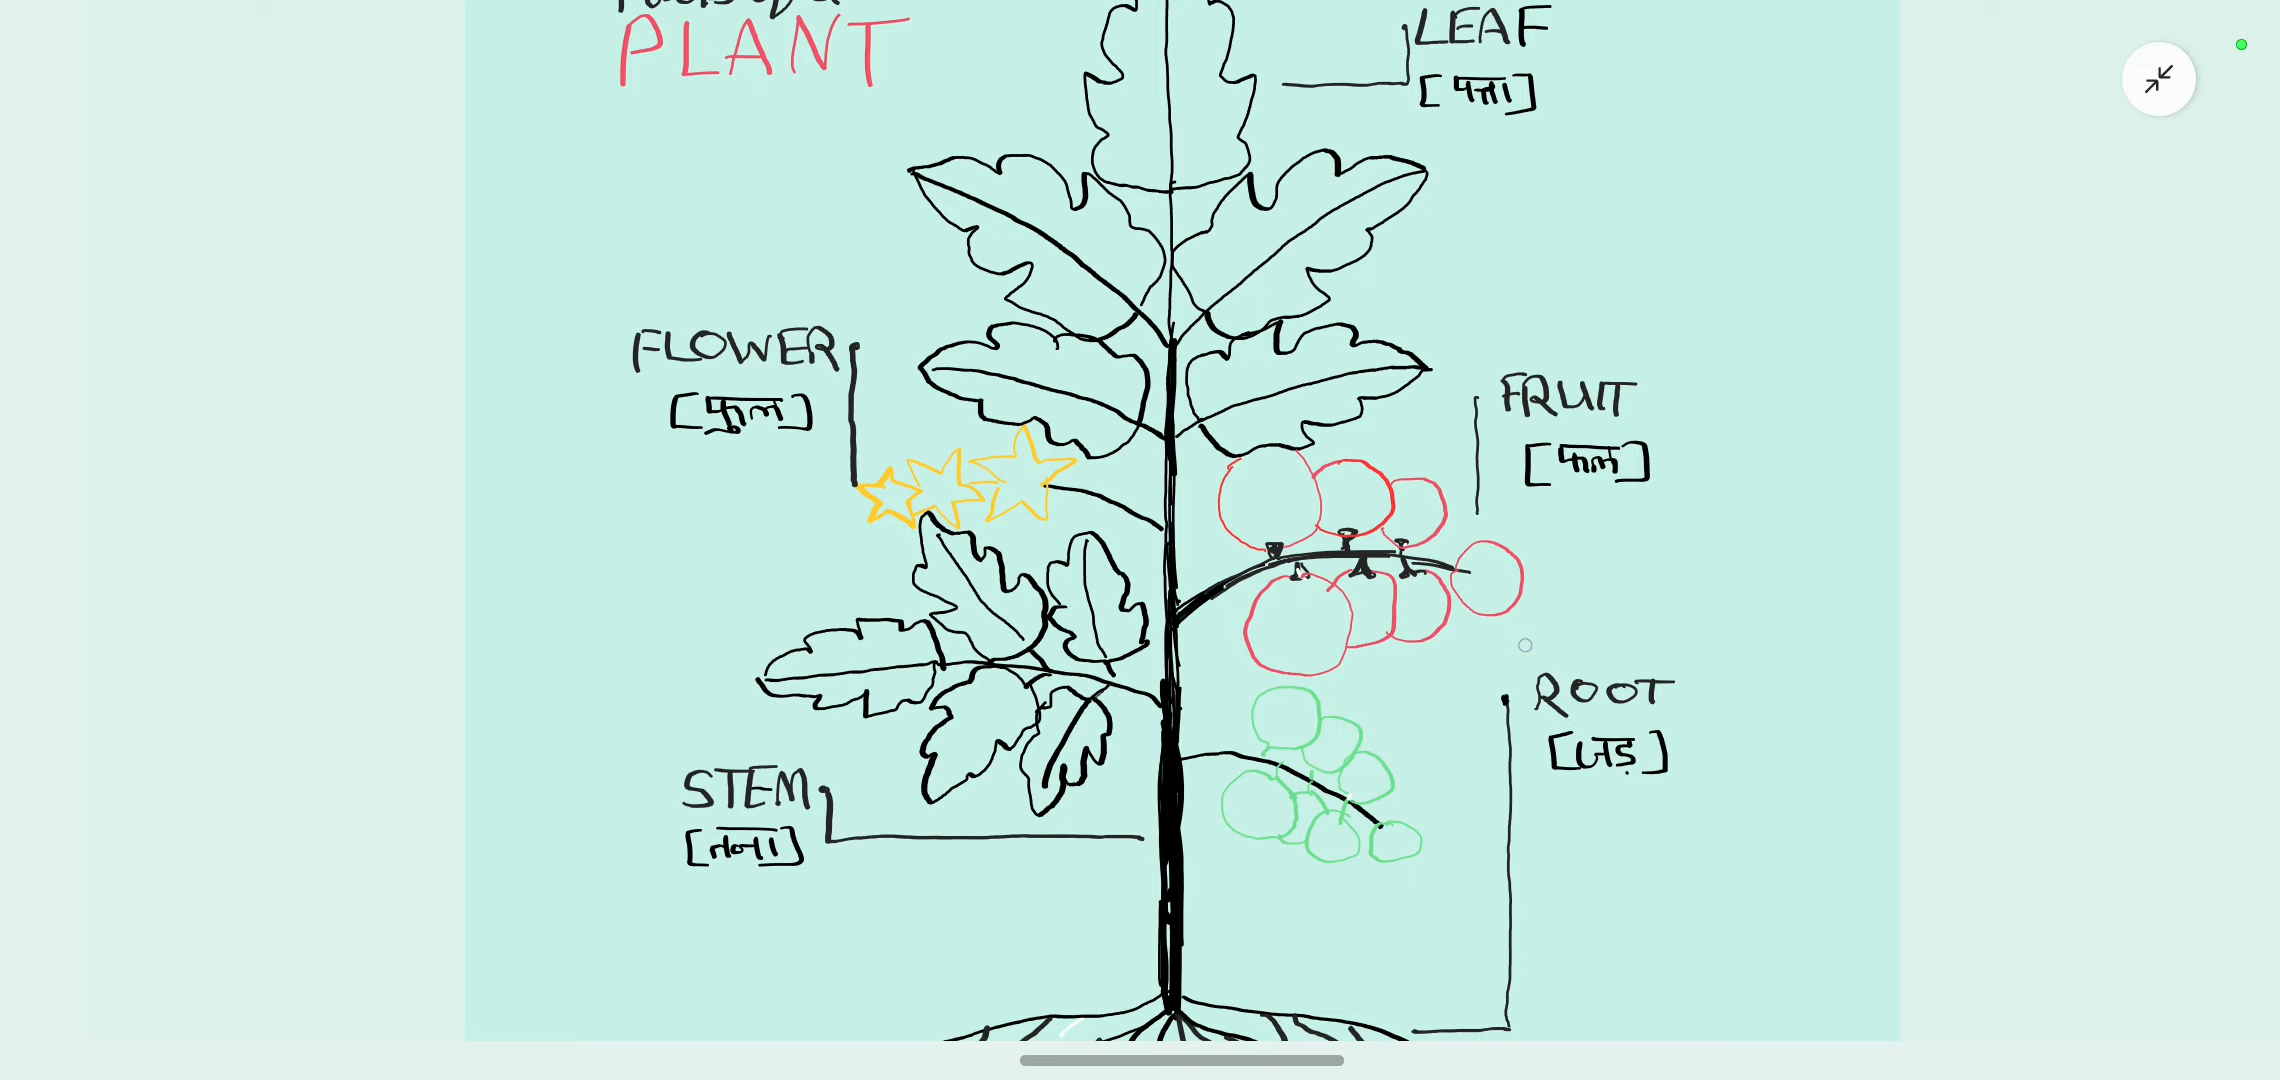 PLANT
LEAF
[पत्ता]
FLOWER
[फूल]
FRUIT
[फल]
ROOT
[जड़]
STEM
[तना]